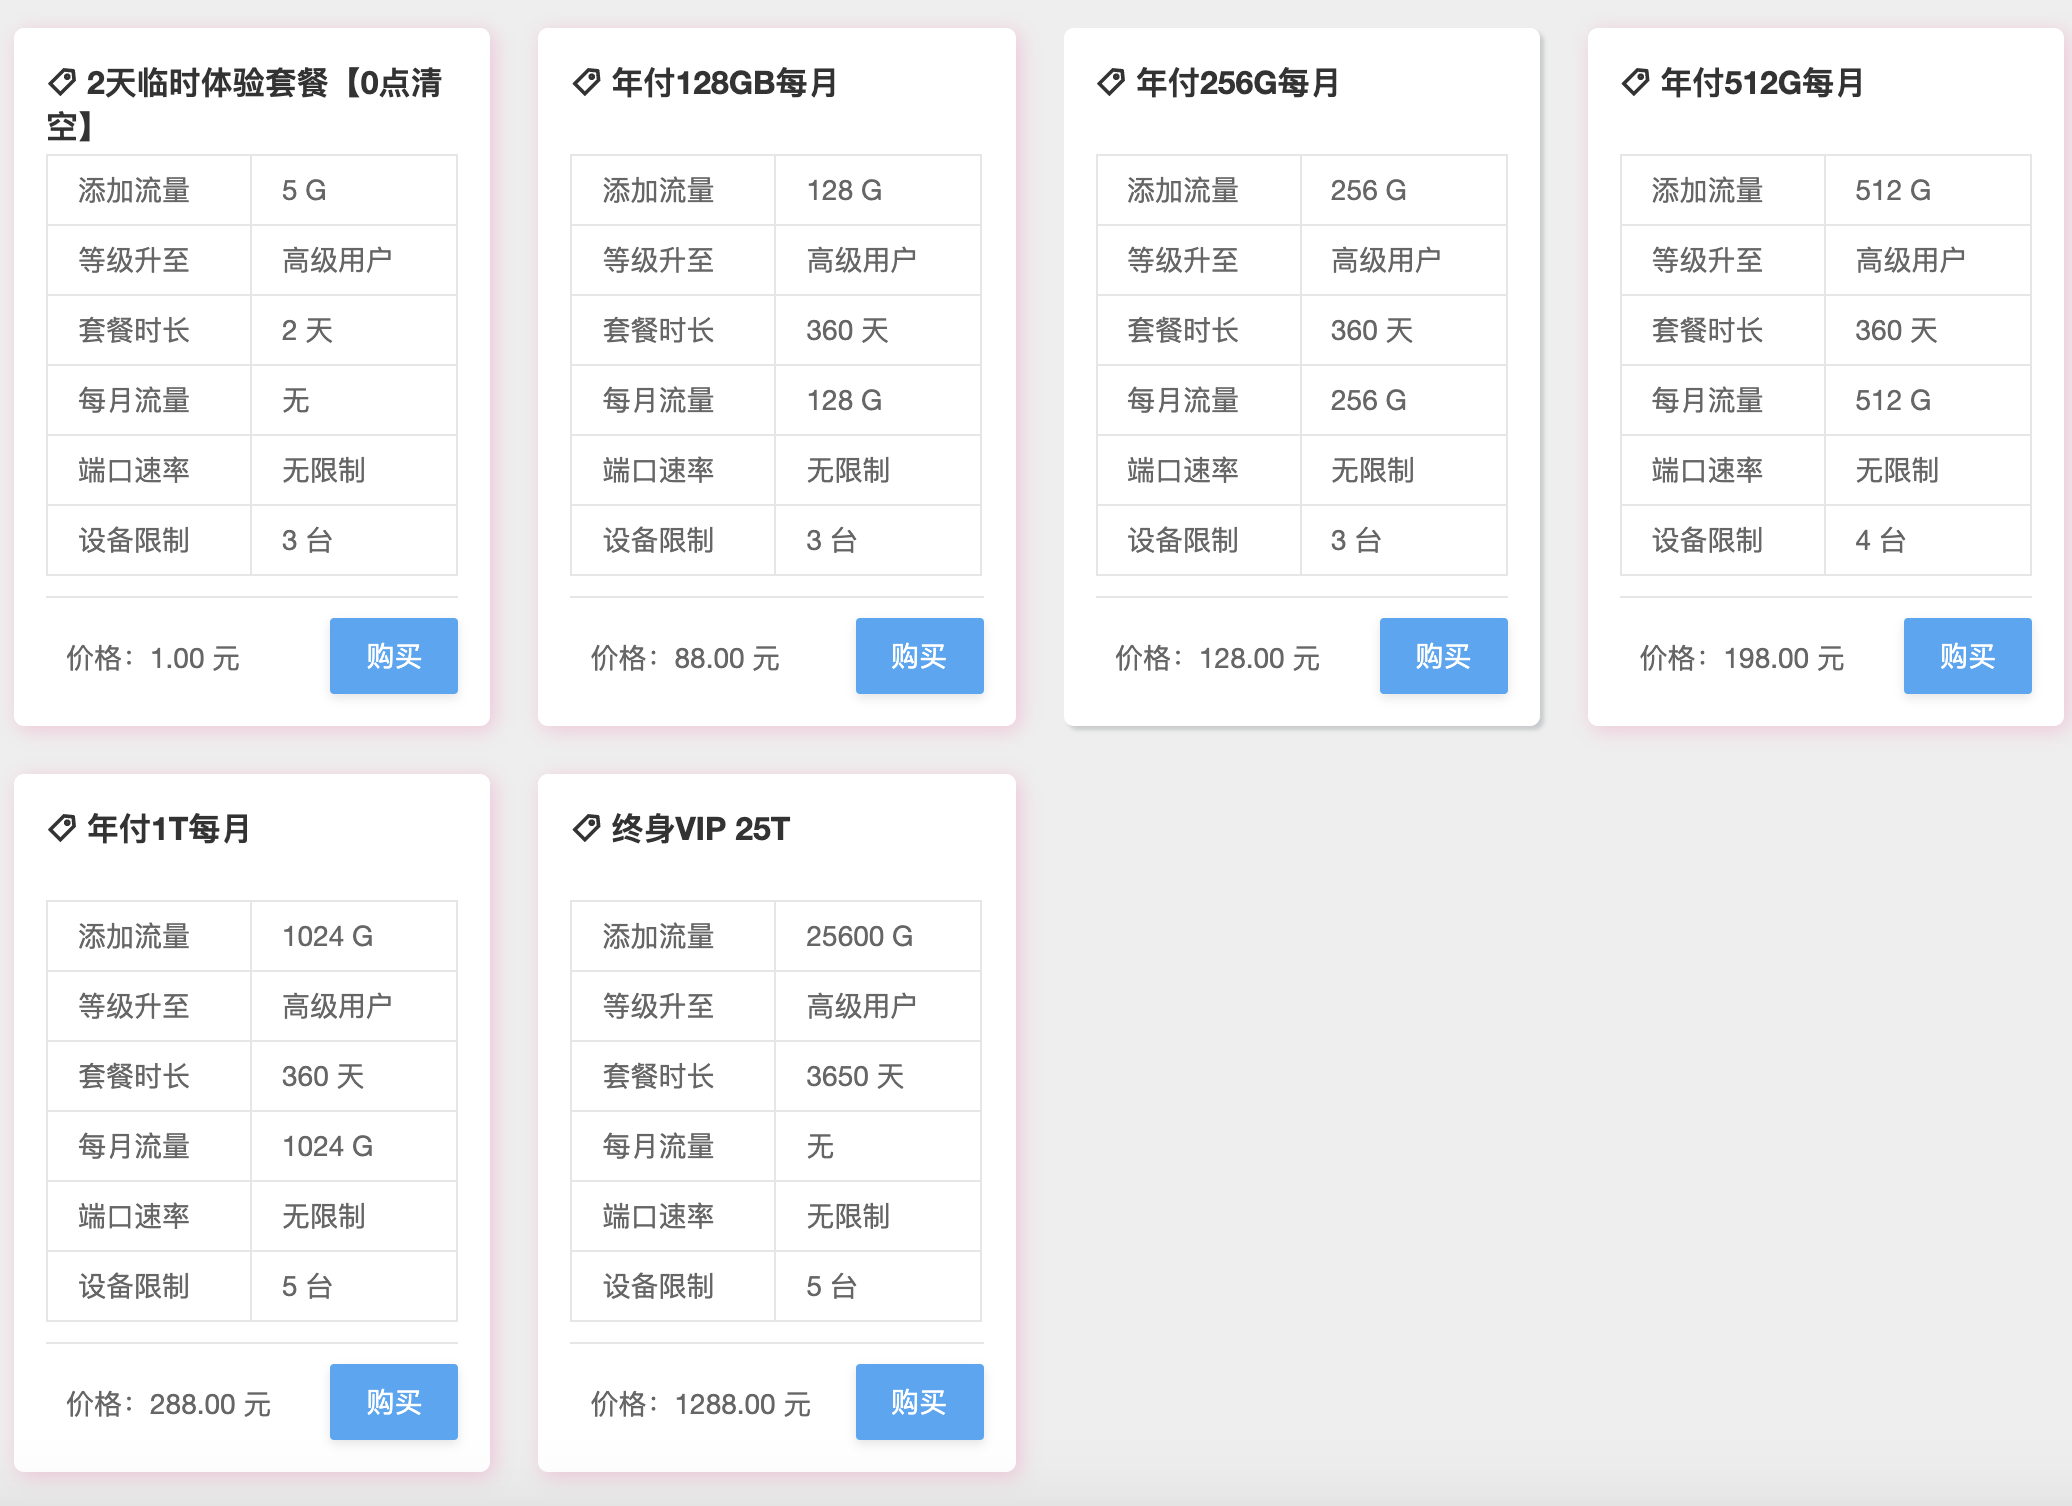 2天临时体验套餐【0点清
空】
添加流量 5 G
等级升至 高级用户
套餐时长 2 天
每月流量 无
端口速率 无限制
设备限制 3 台
价格：1.00 元 购买
年付128GB每月
添加流量 128 G
等级升至 高级用户
套餐时长 360 天
每月流量 128 G
端口速率 无限制
设备限制 3 台
价格：88.00 元 购买
年付256G每月
添加流量 256 G
等级升至 高级用户
套餐时长 360 天
每月流量 256 G
端口速率 无限制
设备限制 3 台
价格：128.00 元 购买
年付512G每月
添加流量 512 G
等级升至 高级用户
套餐时长 360 天
每月流量 512 G
端口速率 无限制
设备限制 4 台
价格：198.00 元 购买
年付1T每月
添加流量 1024 G
等级升至 高级用户
套餐时长 360 天
每月流量 1024 G
端口速率 无限制
设备限制 5 台
价格：288.00 元 购买
终身VIP 25T
添加流量 25600 G
等级升至 高级用户
套餐时长 3650 天
每月流量 无
端口速率 无限制
设备限制 5 台
价格：1288.00 元 购买